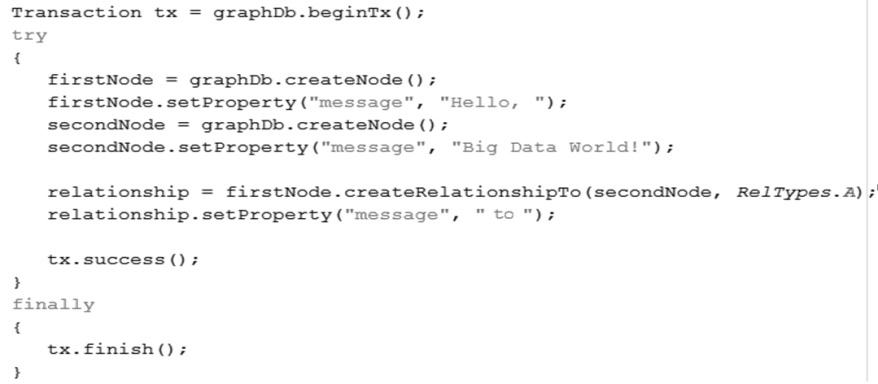 Transaction tx = graphDb.beginTx();
try
{
firstNode = graphDb.createNode();
firstNode.setProperty("message", "Hello, ");
secondNode = graphDb.createNode();
secondNode.setProperty("message", "Big Data World!");
relationship = firstNode.createRelationshipTo(secondNode, RelTypes.A);
relationship.setProperty("message", " to ");
tx.success();
}
finally
{
tx.finish();
}